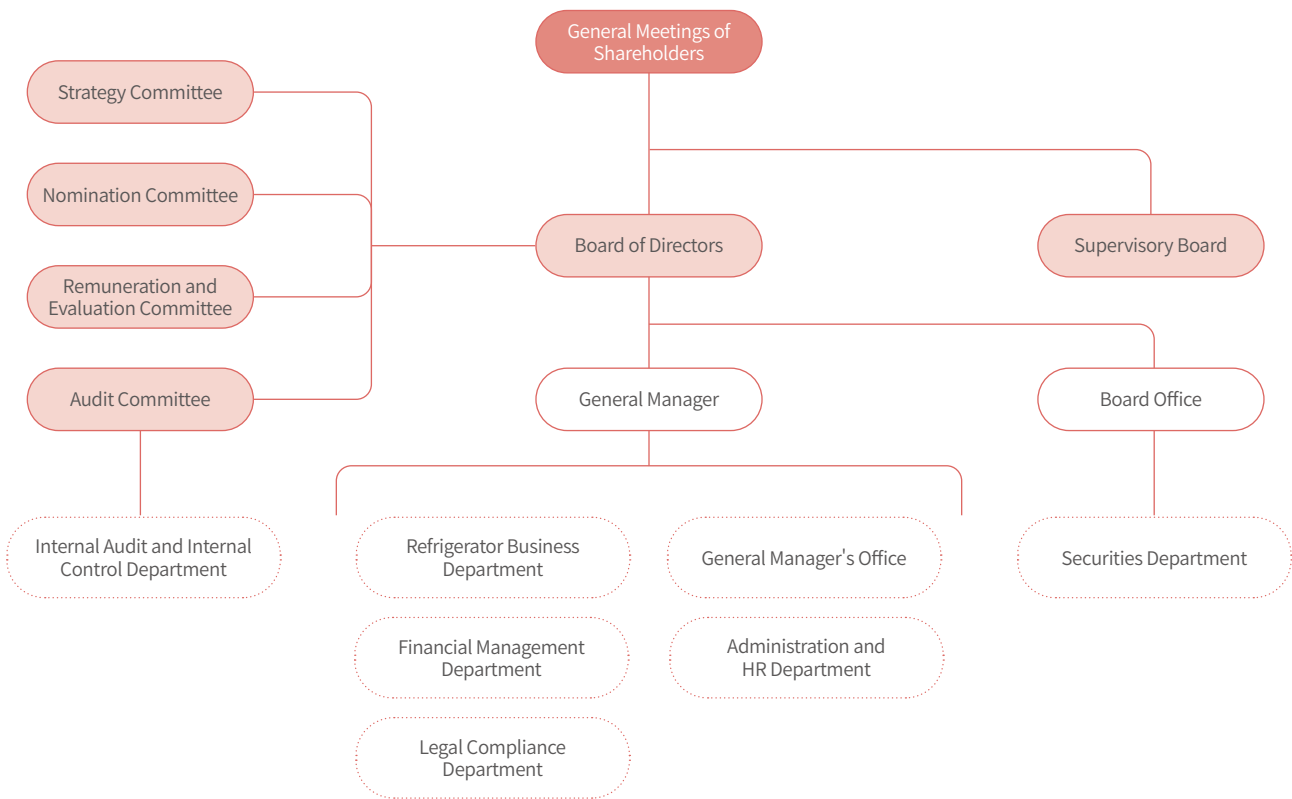 General Meetings of
Shareholders
Strategy Committee
Nomination Committee
Board of Directors
Supervisory Board
Remuneration and
Evaluation Committee
Audit Committee
General Manager
Board Office
Internal Audit and Internal
Control Department
Refrigerator Business
Department
General Manager's Office
Securities Department
Financial Management
Department
Administration and
HR Department
Legal Compliance
Department